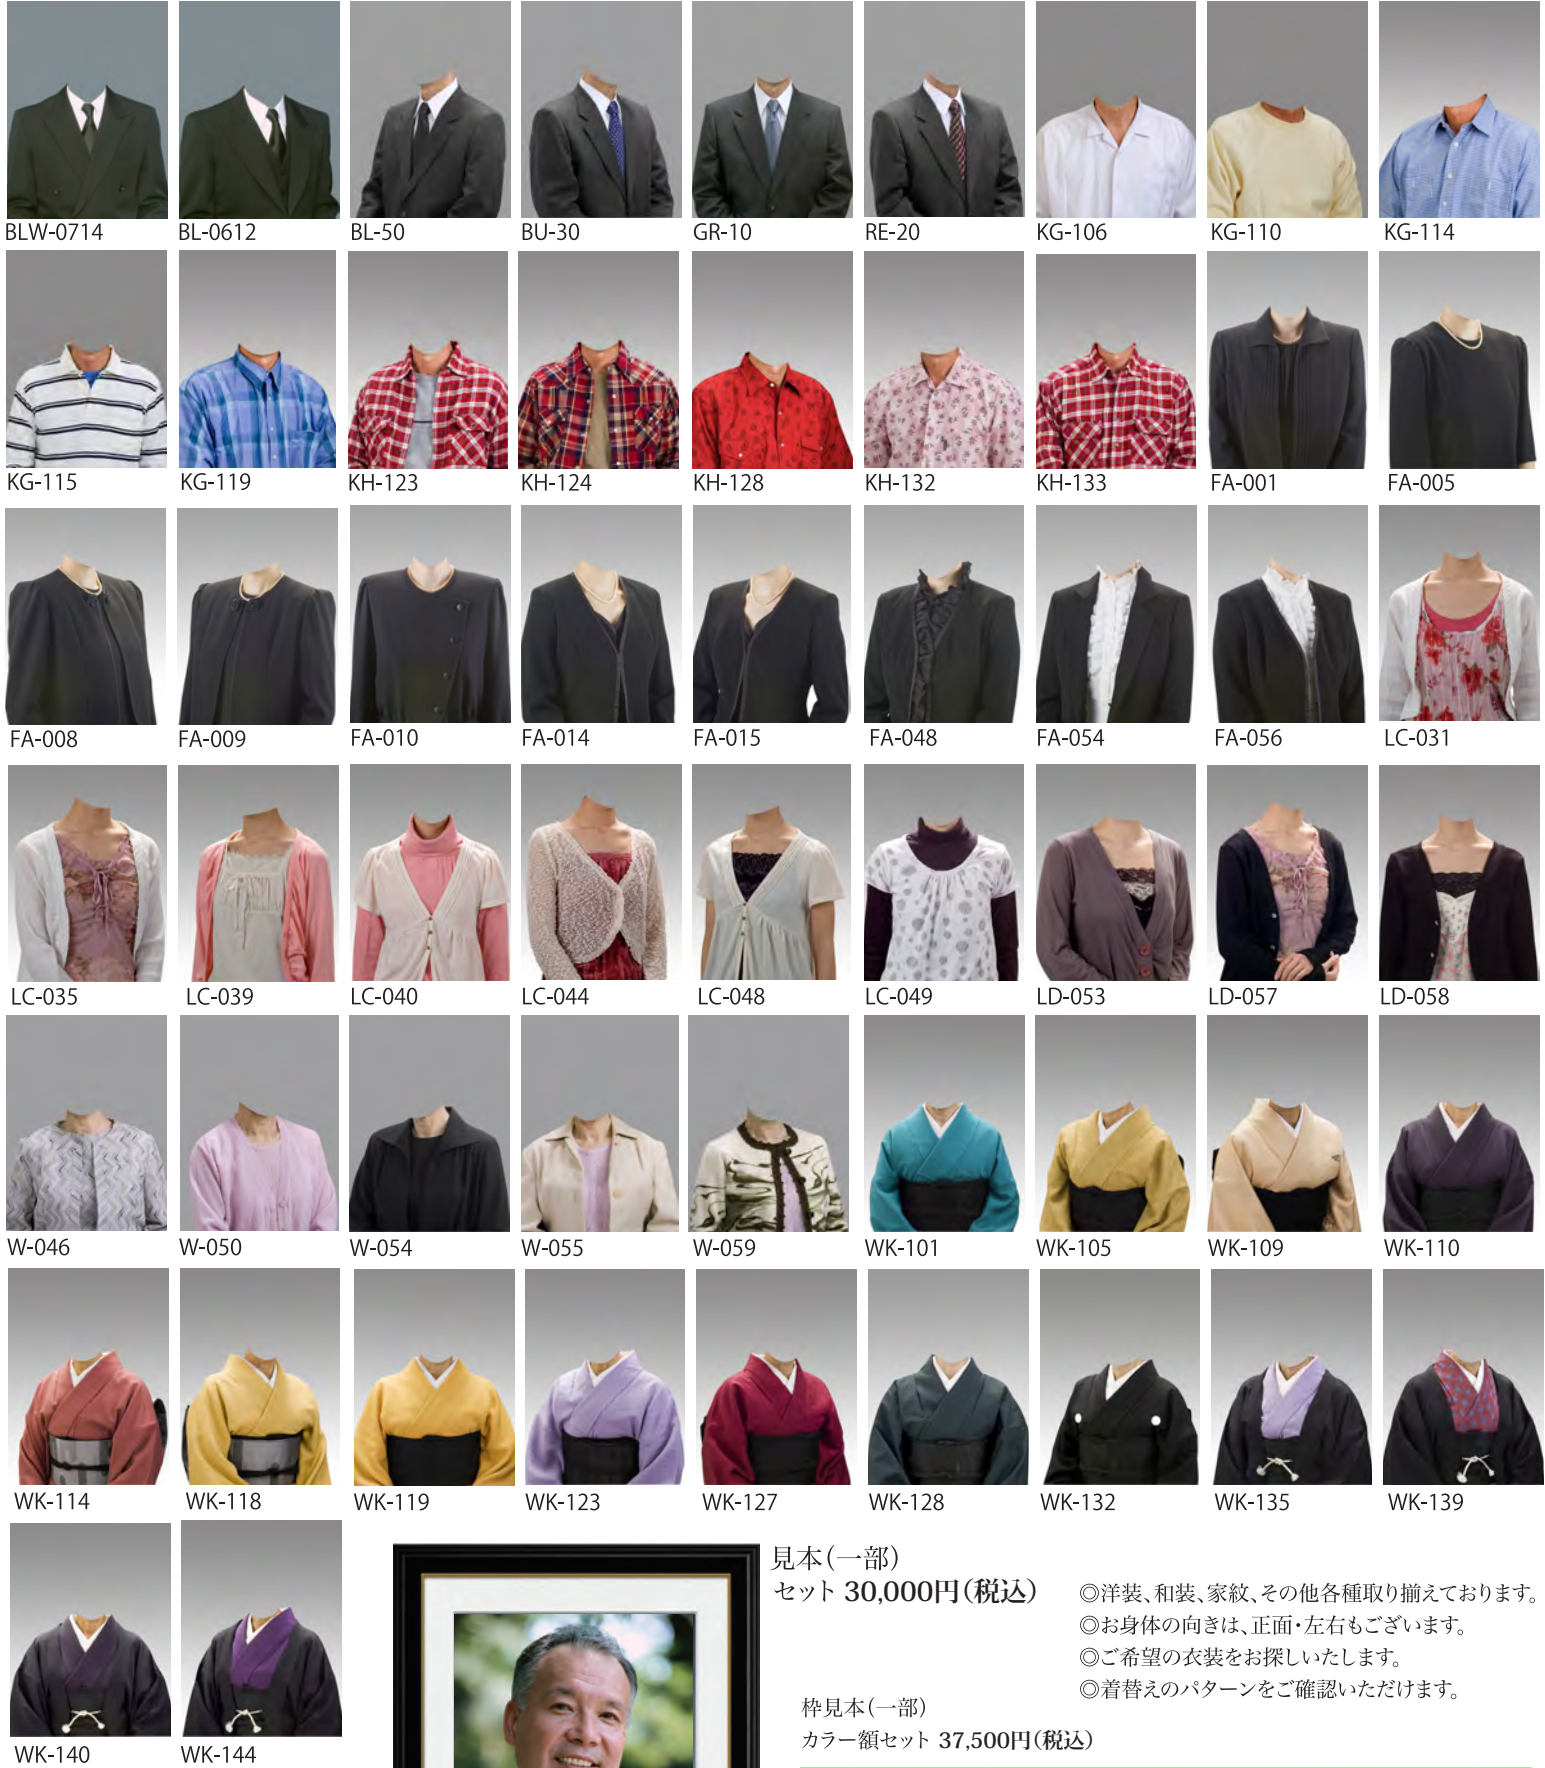 BLW-0714
BL-0612
BL-50
BU-30
GR-10
RE-20
KG-106
KG-110
KG-114
KG-115
KG-119
KH-123
KH-124
KH-128
KH-132
KH-133
FA-001
FA-005
FA-008
FA-009
FA-010
FA-014
FA-015
FA-048
FA-054
FA-056
LC-031
LC-035
LC-039
LC-040
LC-044
LC-048
LC-049
LD-053
LD-057
LD-058
W-046
W-050
W-054
W-055
W-059
WK-101
WK-105
WK-109
WK-110
WK-114
WK-118
WK-119
WK-123
WK-127
WK-128
WK-132
WK-135
WK-139
WK-140
WK-144
見本(一部)
セット 30,000円(税込)
◎洋装、和装、家紋、その他各種取り揃えております。
◎お身体の向きは、正面・左右もございます。
◎ご希望の衣装をお探しいたします。
◎着替えのパターンをご確認いただけます。
枠見本(一部)
カラー額セット 37,500円(税込)